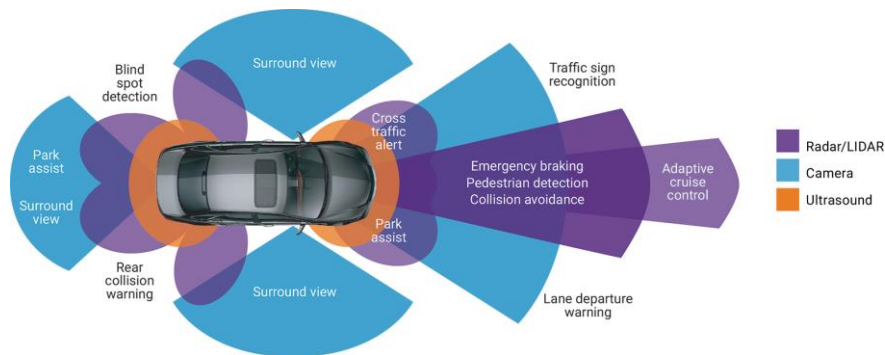 Surround view
Blind
spot
detection
Traffic sign
recognition
Cross
traffic
alert
Park
assist
Surround
view
Emergency braking
Pedestrian detection
Collision avoidance
Adaptive
cruise
control
Radar/LIDAR
Camera
Ultrasound
Park
assist
Rear
collision
warning
Surround view
Lane departure
warning